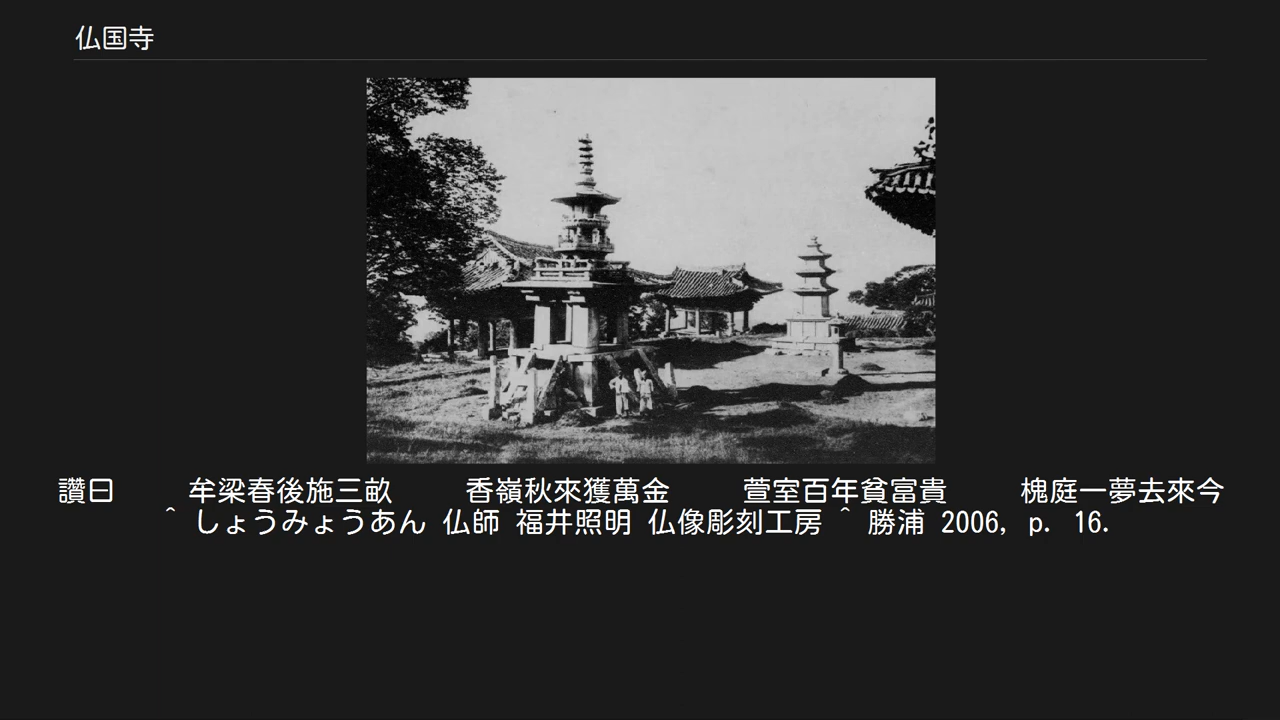 仏国寺
讚曰　　牟梁春後施三畝　　香嶺秋來獲萬金　　萱室百年貧富貴　　槐庭一夢去來今
^ しょうみょうあん 仏師 福井照明 仏像彫刻工房 ^ 勝浦 2006, p. 16.